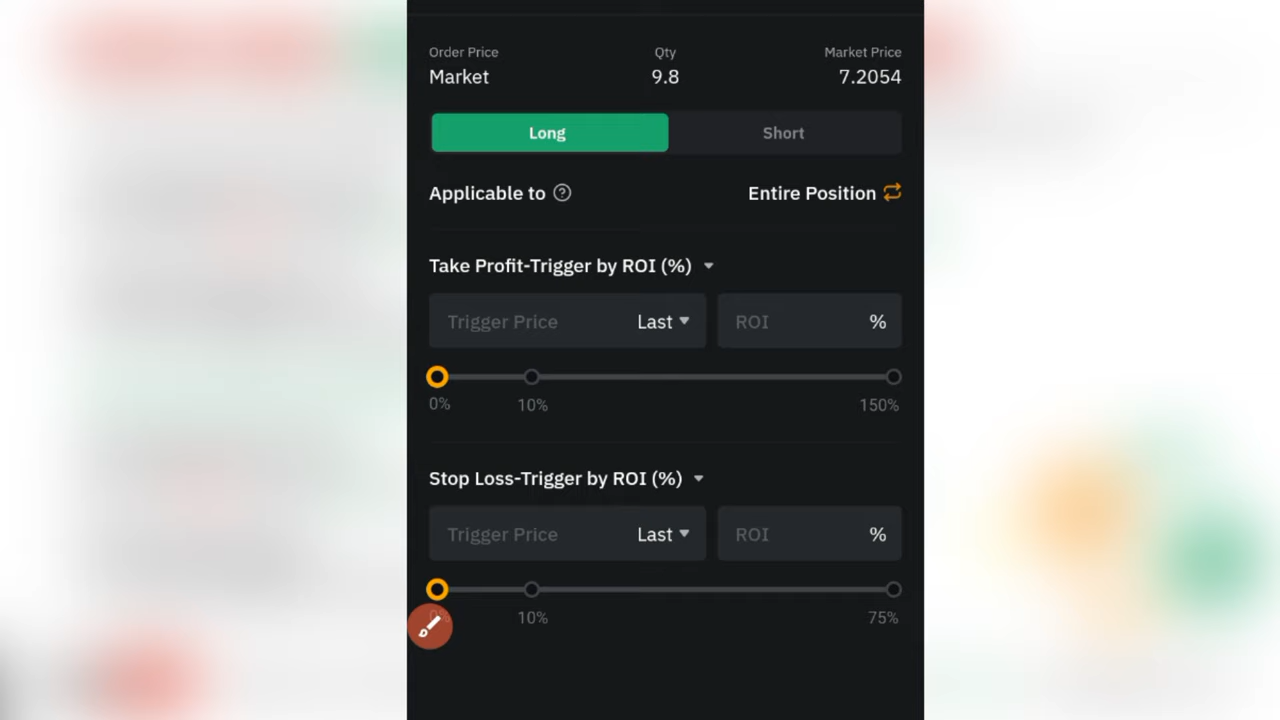 Order Price Qty Market Price
Market 9.8 7.2054
Long Short
Applicable to ? Entire Position
Take Profit-Trigger by ROI (%)
Trigger Price Last ROI %
0% 10% 150%
Stop Loss-Trigger by ROI (%)
Trigger Price Last ROI %
0% 10% 75%